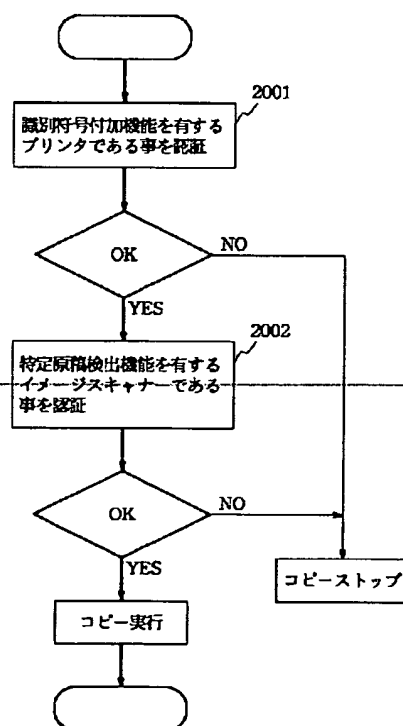 2001
識別符号付加機能を有する
プリンタである事を認証
OK
NO
YES
2002
特定原稿検出機能を有する
イメージスキャナーである
事を認証
OK
NO
YES
コピーストップ
コピー実行